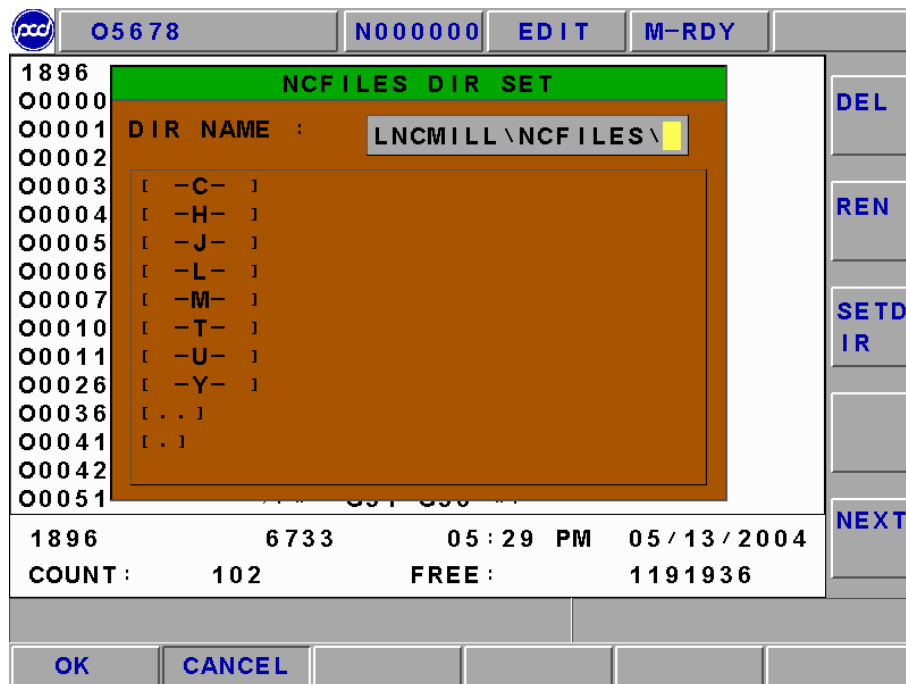 pcd O5678 N000000 EDIT M-RDY
1896
NCFILES DIR SET
O0000
DEL
O0001
DIR NAME : LNCMILL\NCFILES\
O0002
O0003 [ -C- ]
O0004 [ -H- ]
REN
O0005 [ -J- ]
O0006 [ -L- ]
O0007 [ -M- ]
SETD
O0010 [ -T- ]
IR
O0011 [ -U- ]
O0026 [ -Y- ]
O0036 [..]
O0041 [.]
O0042
O0051
NEXT
1896 6733 05:29 PM 05/13/2004
COUNT: 102 FREE: 1191936
OK CANCEL